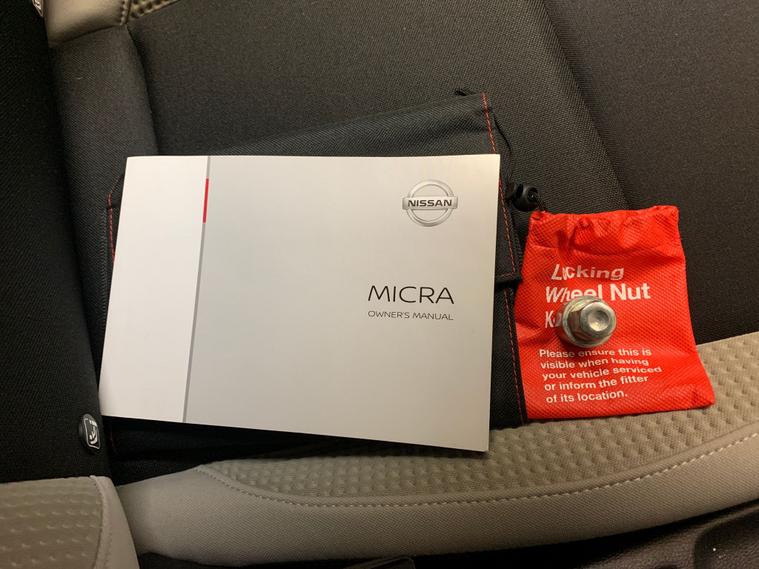 NISSAN
MICRA
OWNER'S MANUAL
Locking
Wheel Nut
Please ensure this is
visible when having
your vehicle serviced
or inform the fitter
of its location.